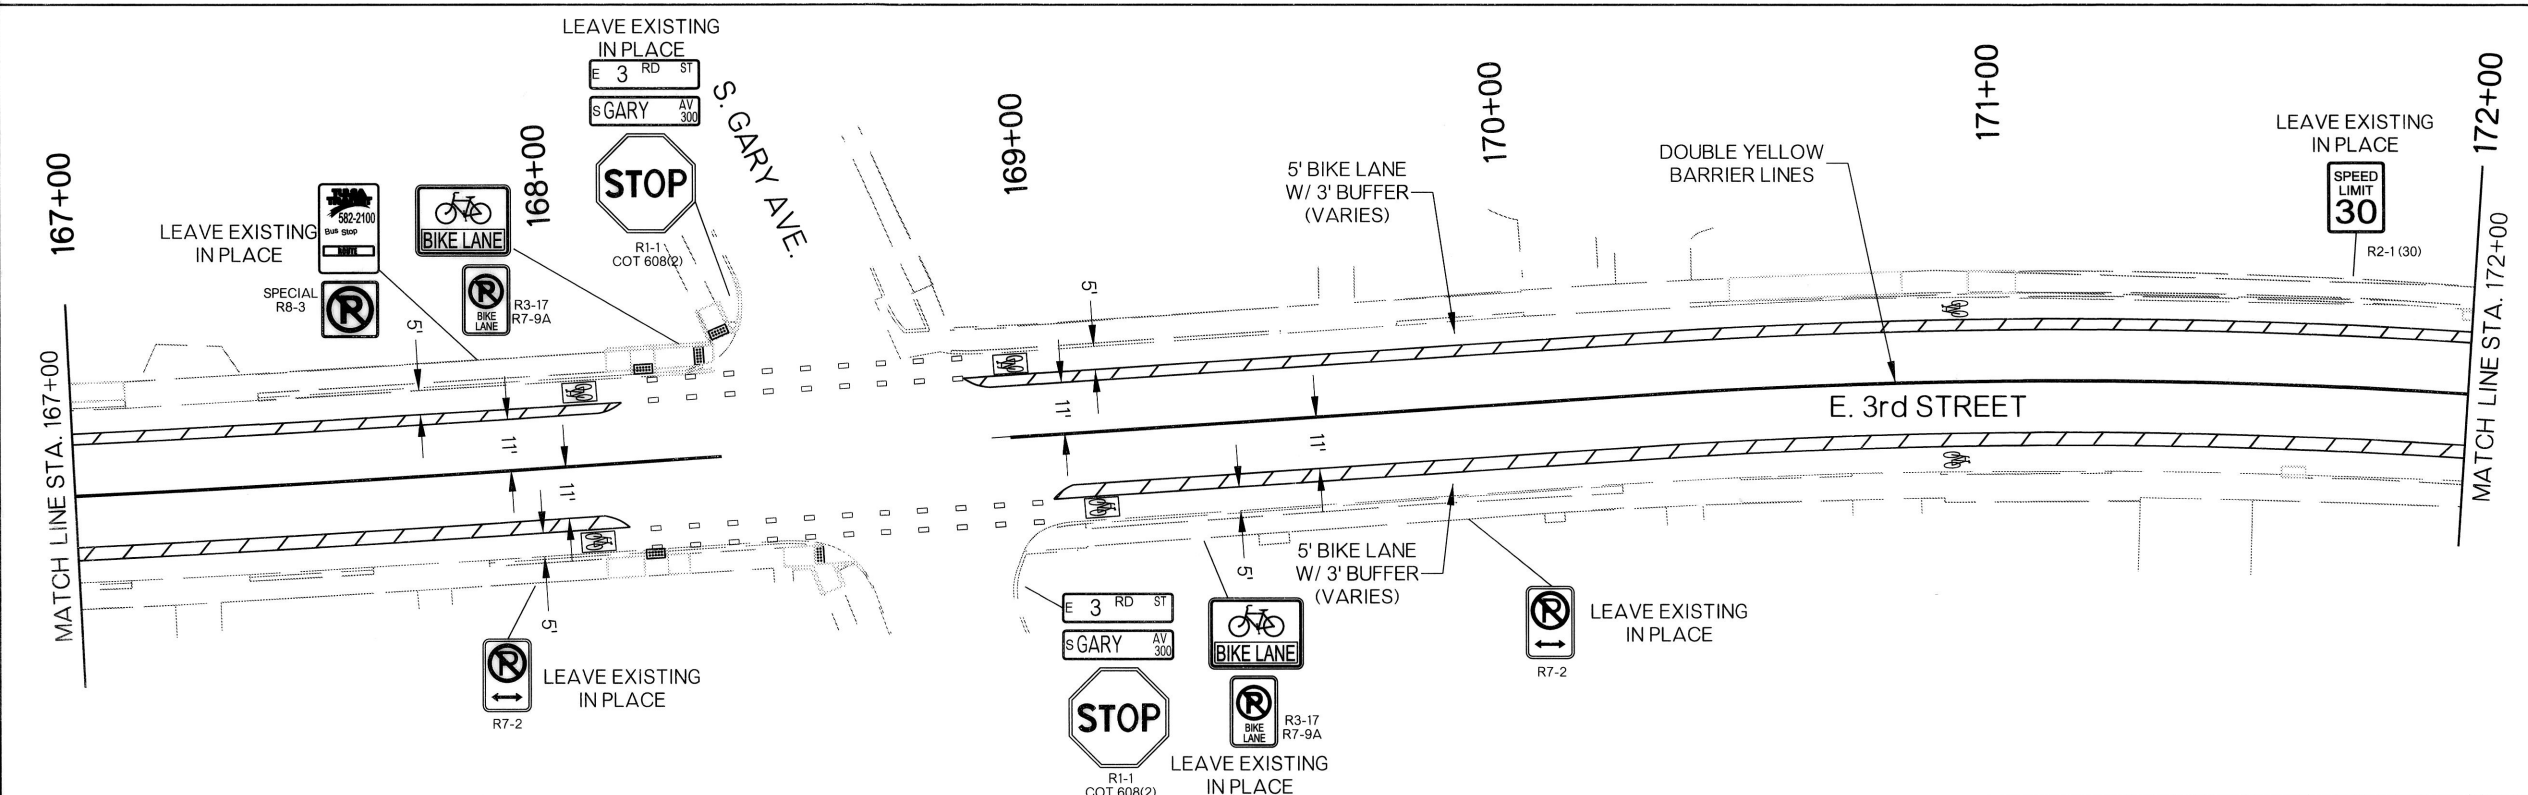 LEAVE EXISTING
IN PLACE
E 3 RD ST
S GARY AV 300
STOP
R1-1
COT 608(2)
S. GARY AVE.
167+00
168+00
169+00
170+00
171+00
172+00
LEAVE EXISTING
IN PLACE
TULSA
TRANSIT
582-2100
Bus Stop
ROUTE
SPECIAL
R8-3
P
BIKE LANE
P
BIKE
LANE
R3-17
R7-9A
5' BIKE LANE
W/ 3' BUFFER
(VARIES)
DOUBLE YELLOW
BARRIER LINES
LEAVE EXISTING
IN PLACE
SPEED
LIMIT
30
R2-1 (30)
MATCH LINE STA. 167+00
MATCH LINE STA. 172+00
5'
11'
11'
5'
5'
11'
11'
5'
E. 3rd STREET
P
R7-2
LEAVE EXISTING
IN PLACE
E 3 RD ST
S GARY AV 300
STOP
R1-1
COT 608(2)
BIKE LANE
P
BIKE
LANE
R3-17
R7-9A
LEAVE EXISTING
IN PLACE
5' BIKE LANE
W/ 3' BUFFER
(VARIES)
P
R7-2
LEAVE EXISTING
IN PLACE